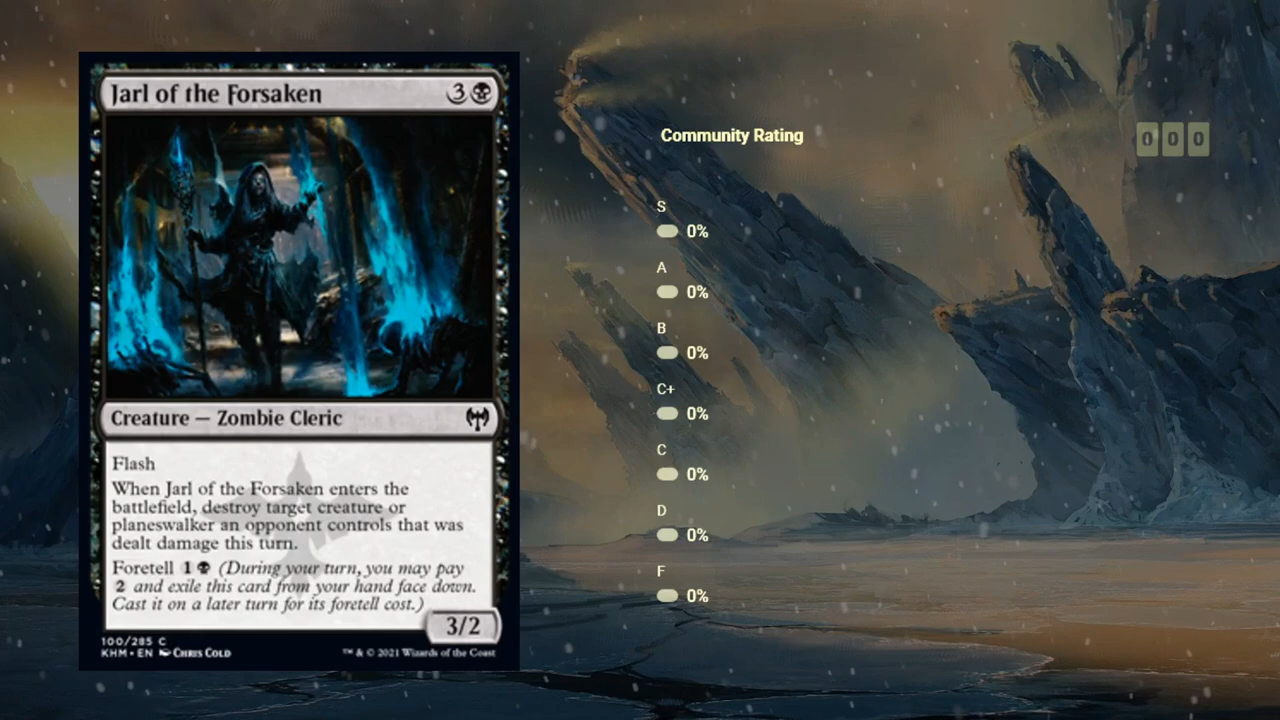 Jarl of the Forsaken 3
Creature — Zombie Cleric
Flash
When Jarl of the Forsaken enters the
battlefield, destroy target creature or
planeswalker an opponent controls that was
dealt damage this turn.
Foretell 1 (During your turn, you may pay
2 and exile this card from your hand face down.
Cast it on a later turn for its foretell cost.)
3/2
100/285 C
KHM • EN Chris Cold
™ & © 2021 Wizards of the Coast
Community Rating
0 0 0
S
0%
A
0%
B
0%
C+
0%
C
0%
D
0%
F
0%